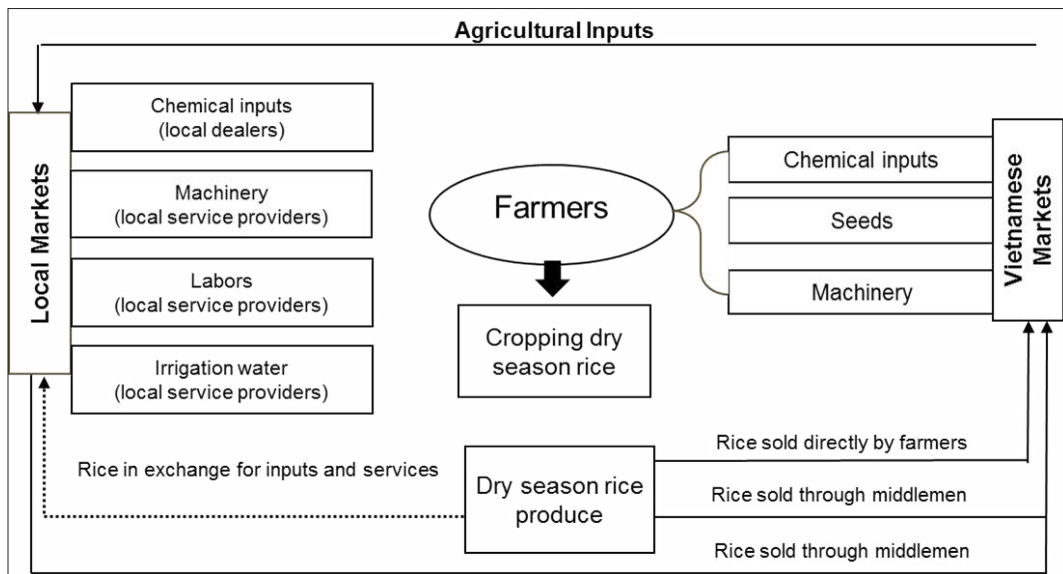 Agricultural Inputs
Local Markets
Chemical inputs
(local dealers)
Machinery
(local service providers)
Labors
(local service providers)
Irrigation water
(local service providers)
Farmers
Cropping dry
season rice
Chemical inputs
Seeds
Machinery
Vietnamese
Markets
Rice in exchange for inputs and services
Dry season rice
produce
Rice sold directly by farmers
Rice sold through middlemen
Rice sold through middlemen